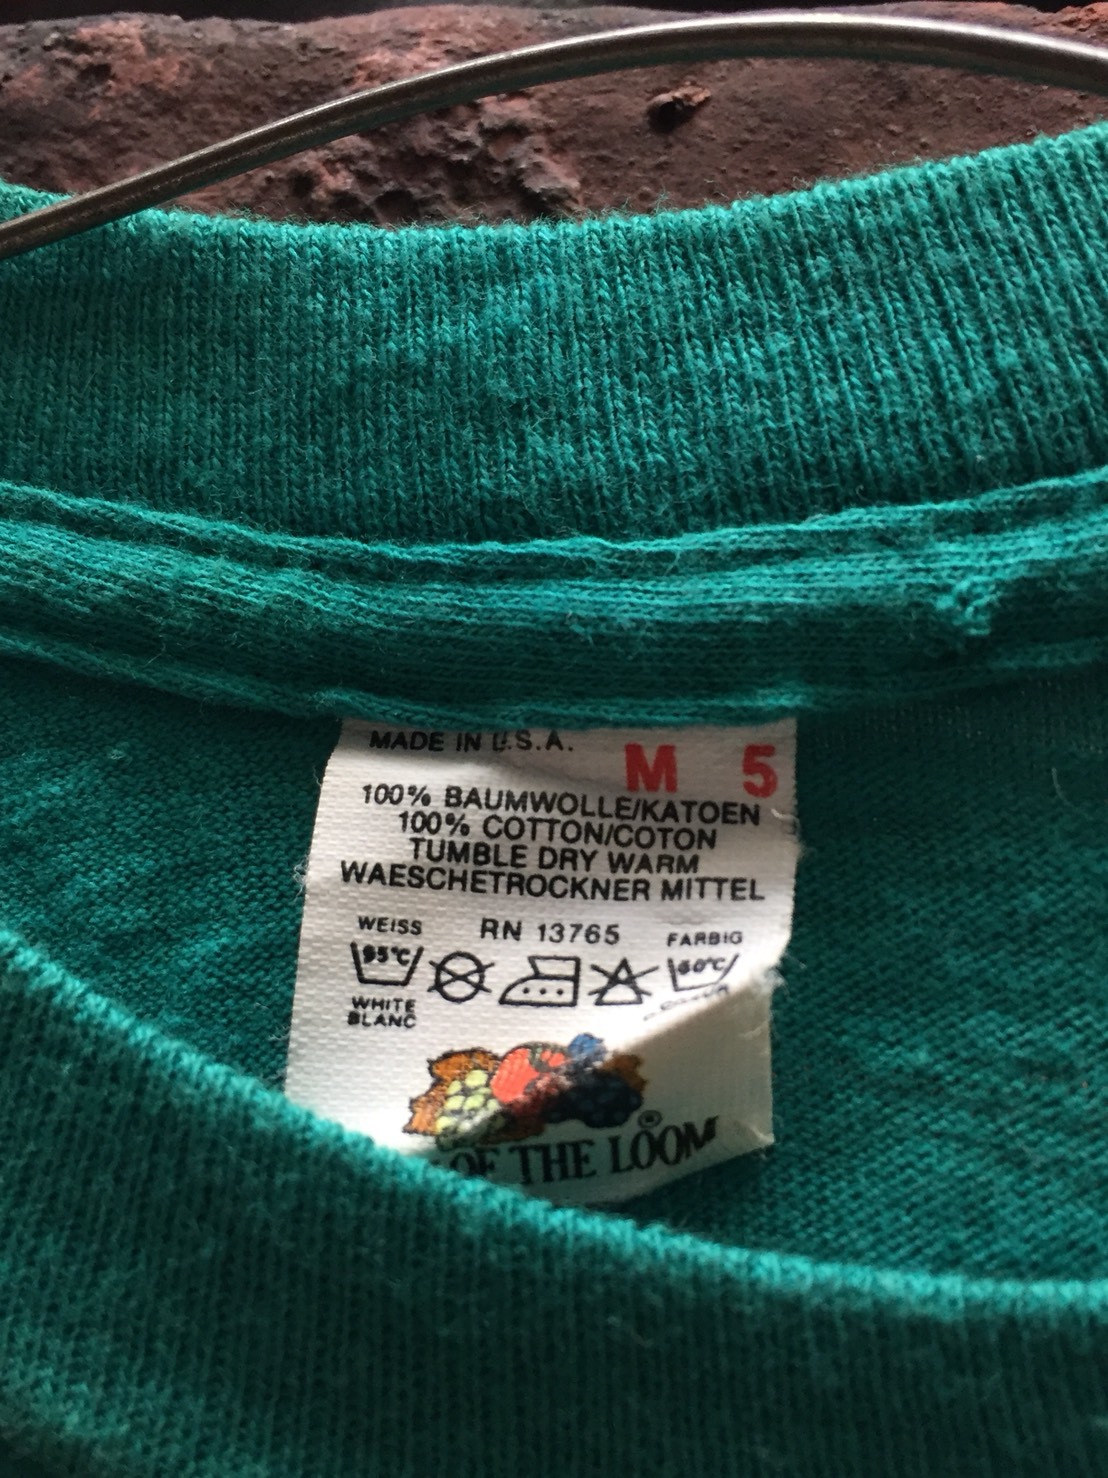 MADE IN U.S.A.
M 5
100% BAUMWOLLE/KATOEN
100% COTTON/COTON
TUMBLE DRY WARM
WAESCHETROCKNER MITTEL
WEISS RN 13765 FARBIG
95°C 60°C
WHITE
BLANC
OF THE LOOM®